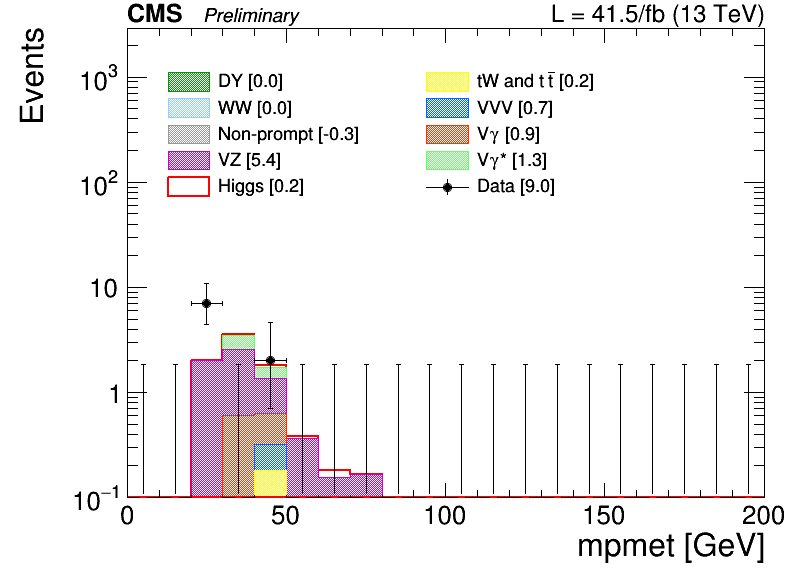 CMS Preliminary L = 41.5/fb (13 TeV)
Events
10³
10²
10
1
10⁻¹
DY [0.0]
WW [0.0]
Non-prompt [-0.3]
VZ [5.4]
Higgs [0.2]
tW and tt̅ [0.2]
VVV [0.7]
Vγ [0.9]
Vγ* [1.3]
Data [9.0]
0 50 100 150 200
mpmet [GeV]